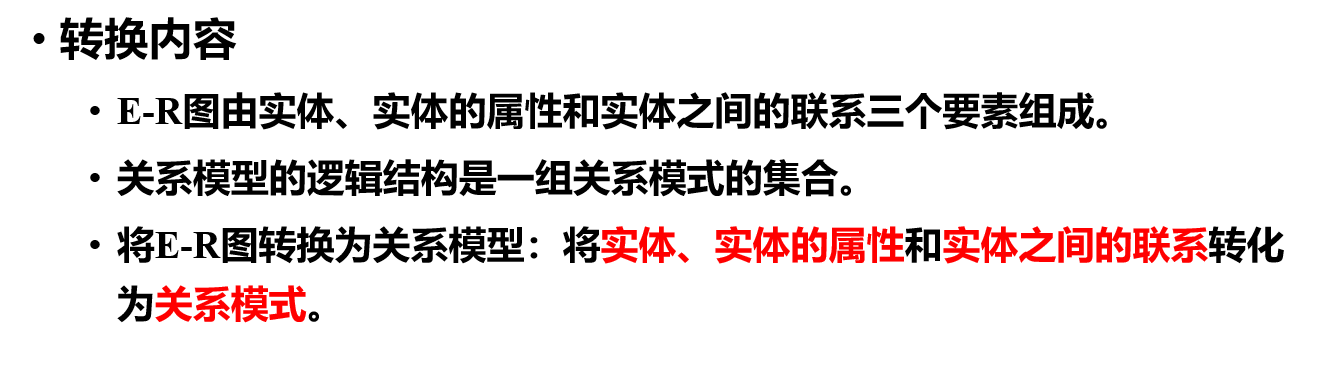 • 转换内容
• E-R图由实体、实体的属性和实体之间的联系三个要素组成。
• 关系模型的逻辑结构是一组关系模式的集合。
• 将E-R图转换为关系模型：将实体、实体的属性和实体之间的联系转化
为关系模式。